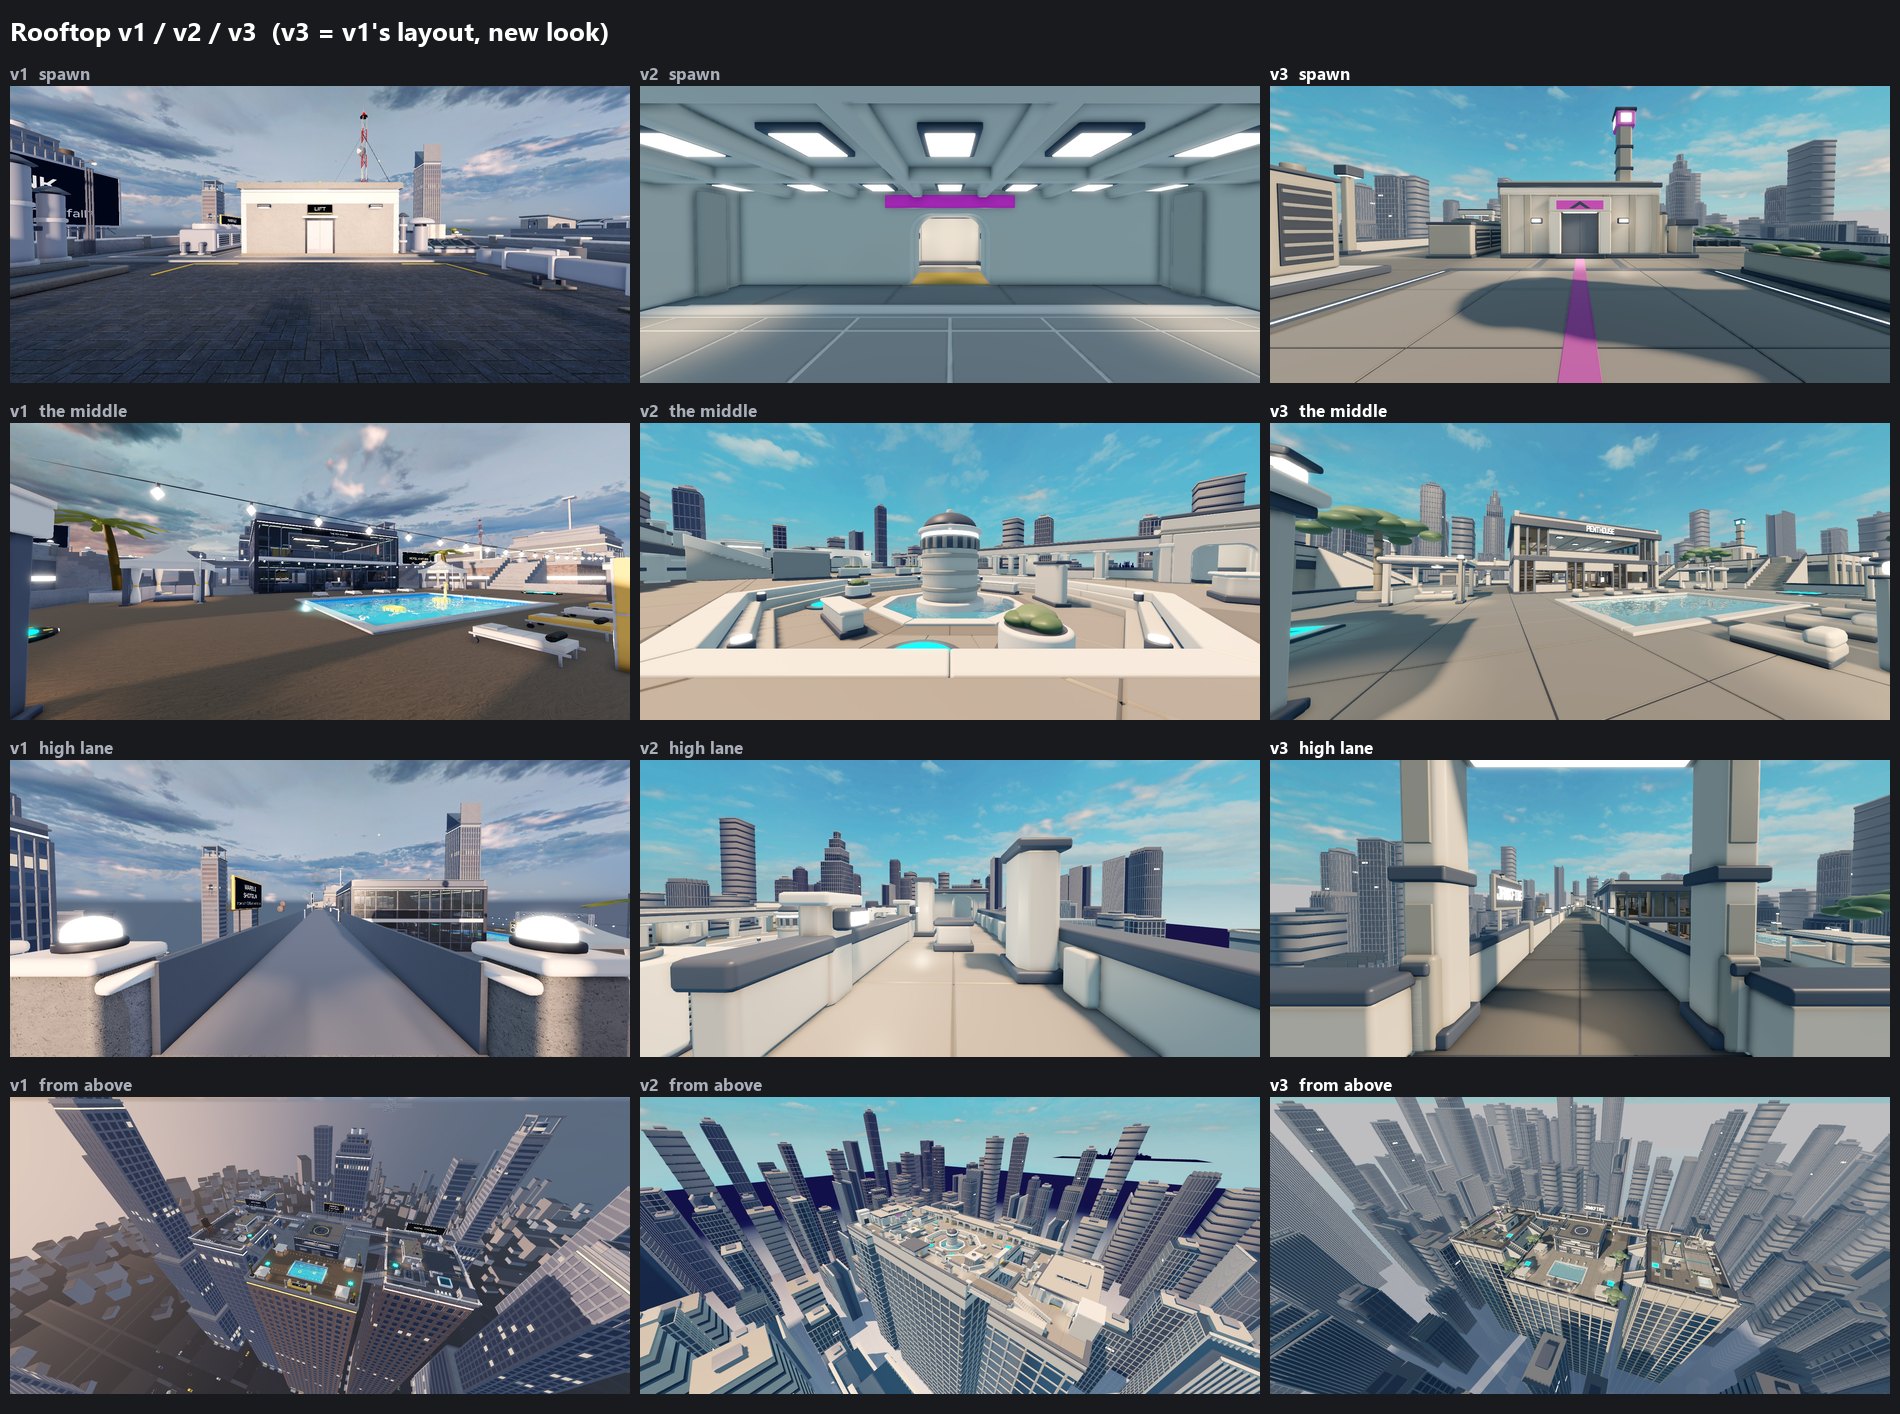 Rooftop v1 / v2 / v3  (v3 = v1's layout, new look)
v1  spawn
v2  spawn
v3  spawn
LIFT
v1  the middle
v2  the middle
v3  the middle
PENTHOUSE
v1  high lane
v2  high lane
v3  high lane
v1  from above
v2  from above
v3  from above